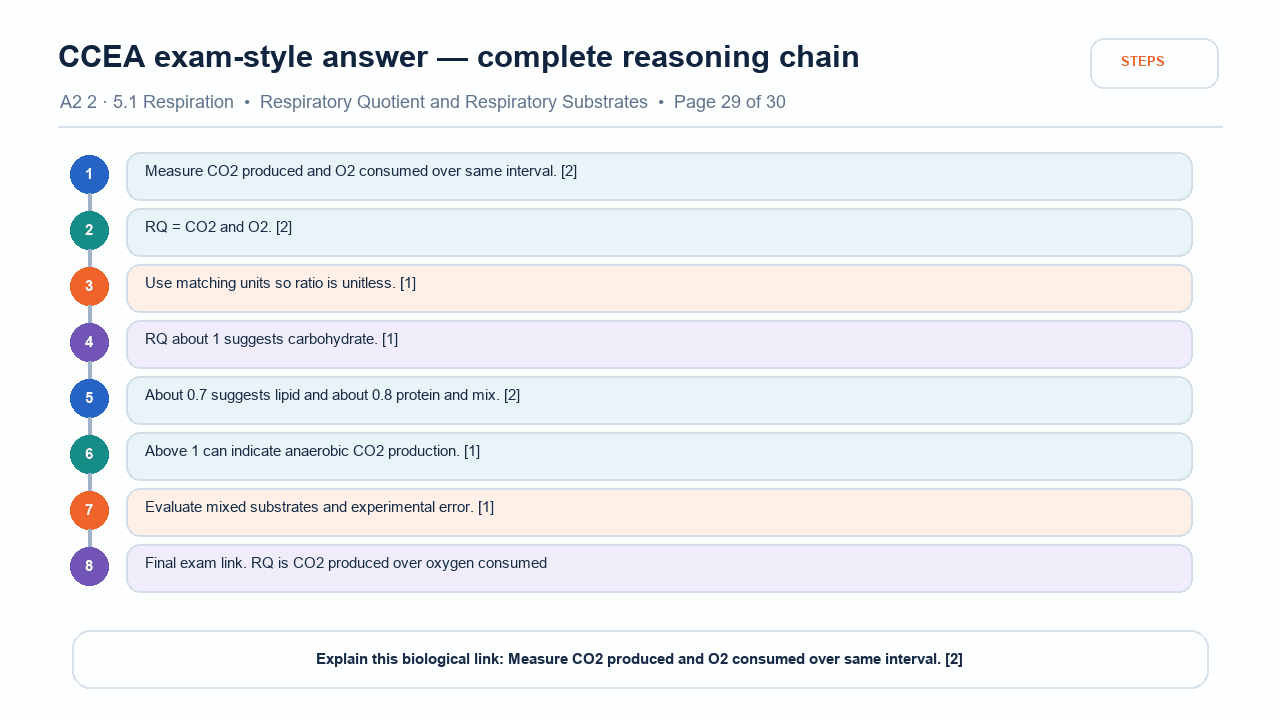 CCEA exam-style answer — complete reasoning chain
STEPS
A2 2 · 5.1 Respiration • Respiratory Quotient and Respiratory Substrates • Page 29 of 30
1 Measure CO2 produced and O2 consumed over same interval. [2]
2 RQ = CO2 and O2. [2]
3 Use matching units so ratio is unitless. [1]
4 RQ about 1 suggests carbohydrate. [1]
5 About 0.7 suggests lipid and about 0.8 protein and mix. [2]
6 Above 1 can indicate anaerobic CO2 production. [1]
7 Evaluate mixed substrates and experimental error. [1]
8 Final exam link. RQ is CO2 produced over oxygen consumed
Explain this biological link: Measure CO2 produced and O2 consumed over same interval. [2]